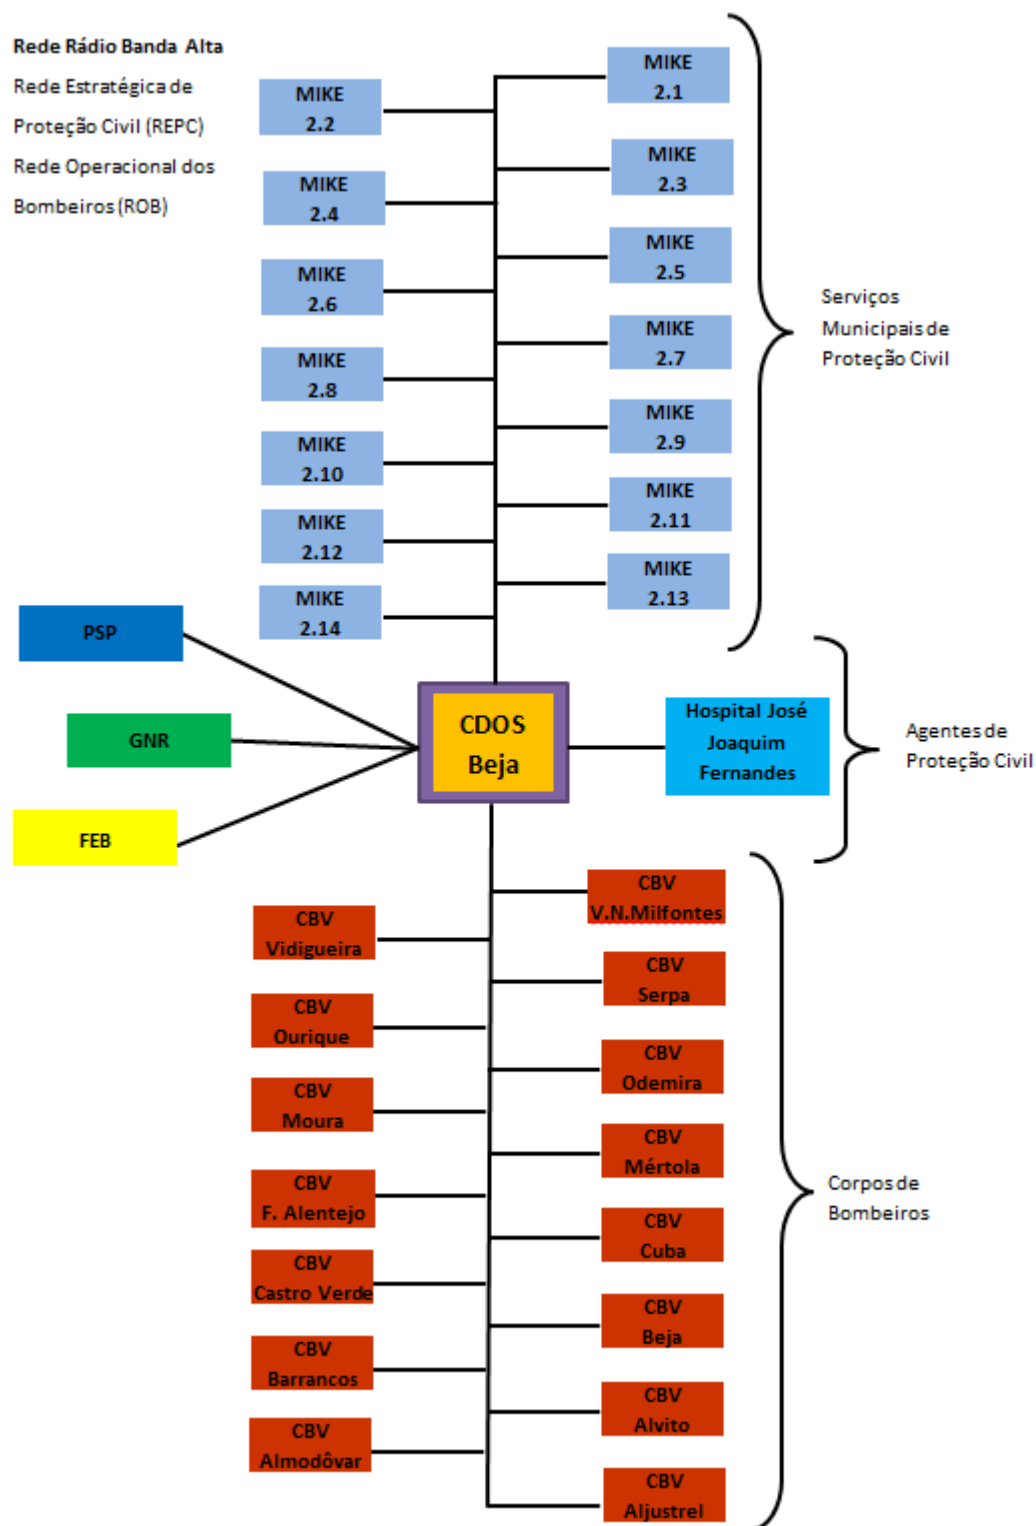 Rede Rádio Banda Alta
Rede Estratégica de
Proteção Civil (REPC)
Rede Operacional dos
Bombeiros (ROB)
MIKE
2.1
MIKE
2.2
MIKE
2.3
MIKE
2.4
MIKE
2.5
MIKE
2.6
MIKE
2.7
MIKE
2.8
MIKE
2.9
MIKE
2.10
MIKE
2.11
MIKE
2.12
MIKE
2.13
MIKE
2.14
Serviços
Municipais de
Proteção Civil
PSP
GNR
FEB
CDOS
Beja
Hospital José
Joaquim
Fernandes
Agentes de
Proteção Civil
CBV
V.N.Milfontes
CBV
Vidigueira
CBV
Serpa
CBV
Ourique
CBV
Odemira
CBV
Moura
CBV
Mértola
CBV
F. Alentejo
CBV
Cuba
CBV
Castro Verde
CBV
Beja
CBV
Barrancos
CBV
Alvito
CBV
Almodôvar
CBV
Aljustrel
Corpos de
Bombeiros